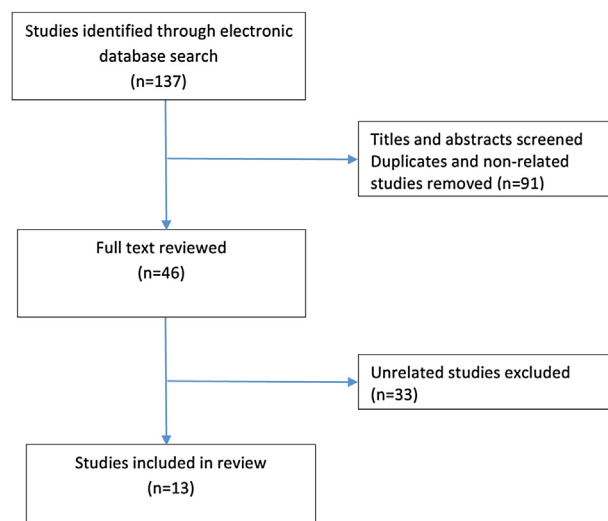 Studies identified through electronic
database search
(n=137)
Titles and abstracts screened
Duplicates and non-related
studies removed (n=91)
Full text reviewed
(n=46)
Unrelated studies excluded
(n=33)
Studies included in review
(n=13)